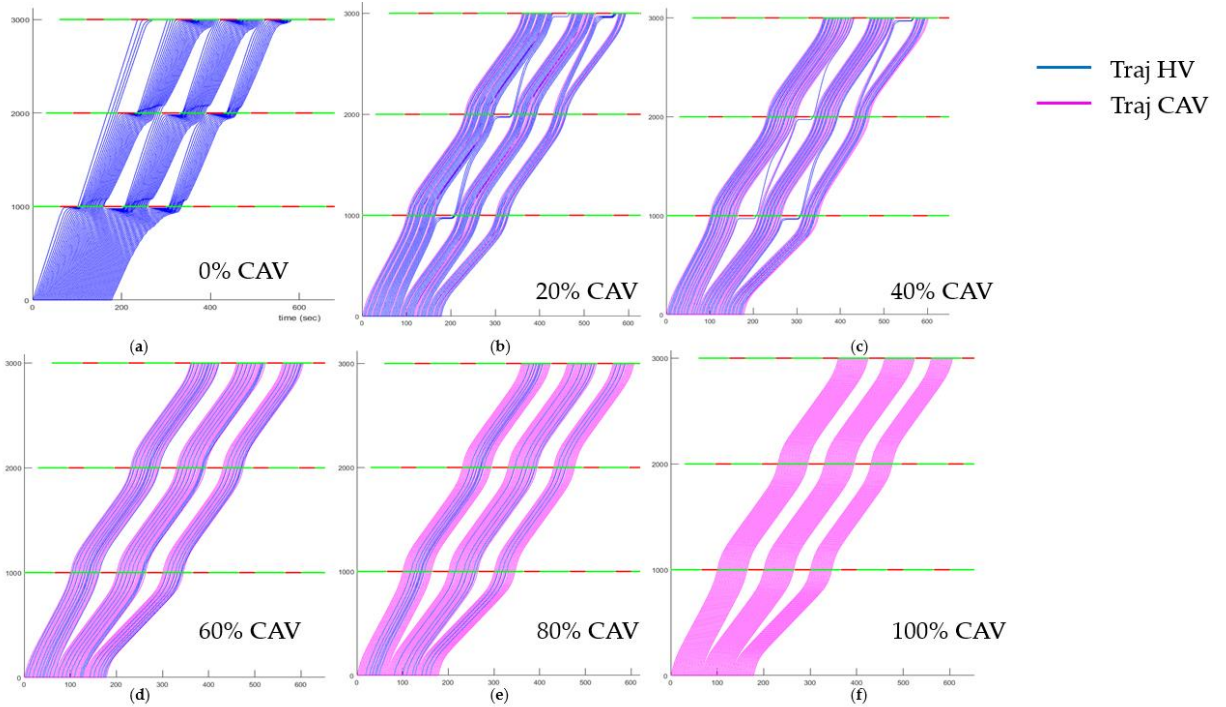 3000
2000
1000
0
0% CAV
0 200 400 600
time (sec)
(a)
3000
2000
1000
0
20% CAV
0 100 200 300 400 500 600
(b)
3000
2000
1000
0
40% CAV
0 100 200 300 400 500 600
(c)
Traj HV
Traj CAV
3000
2000
1000
0
60% CAV
0 100 200 300 400 500 600
(d)
3000
2000
1000
0
80% CAV
0 100 200 300 400 500 600
(e)
3000
2000
1000
0
100% CAV
0 100 200 300 400 500 600
(f)